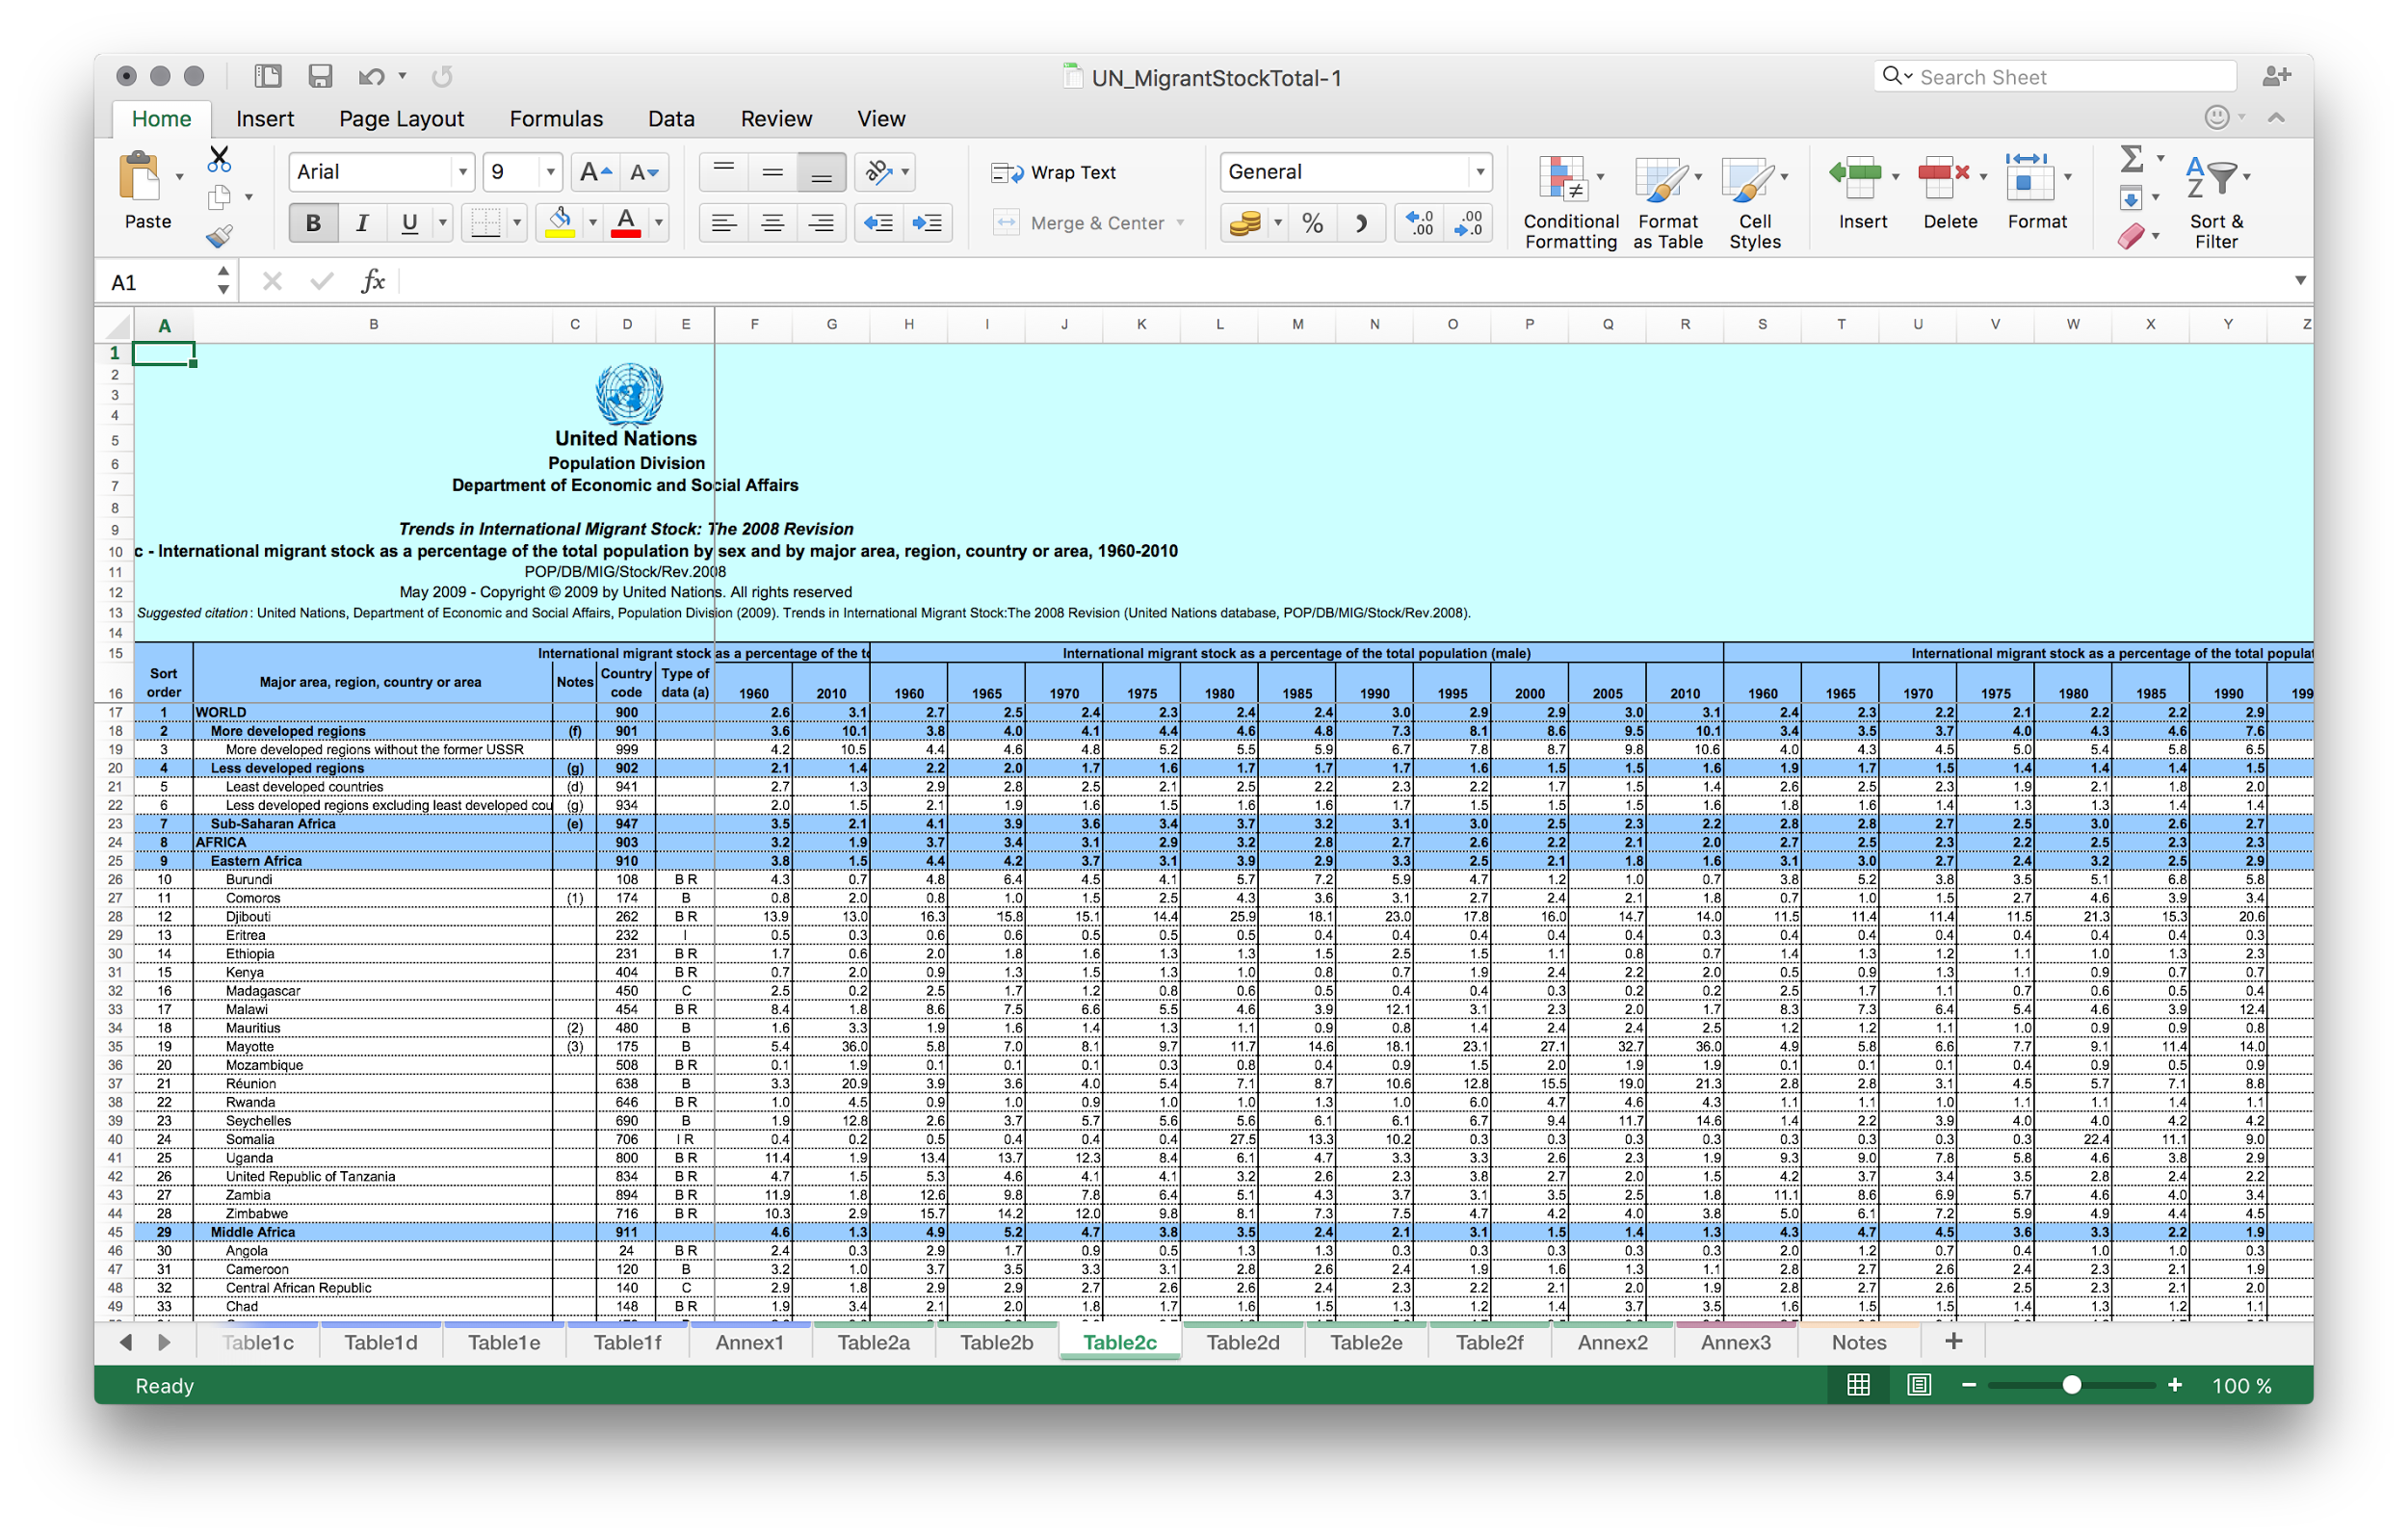 UN_MigrantStockTotal-1
Search Sheet
Home Insert Page Layout Formulas Data Review View
Paste
Arial 9 A A
B I U A
Wrap Text
Merge & Center
General
% .0 .00 .00 .0
Conditional Formatting
Format as Table
Cell Styles
Insert Delete Format
Sort & Filter
A1 fx
A B C D E F G H I J K L M N O P Q R S T U V W X Y Z
1
2
3
4
5 United Nations
6 Population Division
7 Department of Economic and Social Affairs
8
9 Trends in International Migrant Stock: The 2008 Revision
10 c - International migrant stock as a percentage of the total population by sex and by major area, region, country or area, 1960-2010
11 POP/DB/MIG/Stock/Rev.2008
12 May 2009 - Copyright © 2009 by United Nations. All rights reserved
13 Suggested citation: United Nations, Department of Economic and Social Affairs, Population Division (2009). Trends in International Migrant Stock:The 2008 Revision (United Nations database, POP/DB/MIG/Stock/Rev.2008).
14
15 International migrant stock as a percentage of the to International migrant stock as a percentage of the total population (male) International migrant stock as a percentage of the total populat
16 Sort order Major area, region, country or area Notes Country code Type of data (a) 1960 2010 1960 1965 1970 1975 1980 1985 1990 1995 2000 2005 2010 1960 1965 1970 1975 1980 1985 1990 199
17 1 WORLD 900 2.6 3.1 2.7 2.5 2.4 2.3 2.4 2.4 3.0 2.9 2.9 3.0 3.1 2.4 2.3 2.2 2.1 2.2 2.2 2.9
18 2 More developed regions (f) 901 3.6 10.1 3.8 4.0 4.1 4.4 4.6 4.8 7.3 8.1 8.6 9.5 10.1 3.4 3.5 3.7 4.0 4.3 4.6 7.6
19 3 More developed regions without the former USSR 999 4.2 10.5 4.4 4.6 4.8 5.2 5.5 5.9 6.7 7.8 8.7 9.8 10.6 4.0 4.3 4.5 5.0 5.4 5.8 6.5
20 4 Less developed regions (g) 902 2.1 1.4 2.2 2.0 1.7 1.6 1.7 1.7 1.7 1.6 1.5 1.5 1.6 1.9 1.7 1.5 1.4 1.4 1.4 1.5
21 5 Least developed countries (d) 941 2.7 1.3 2.9 2.8 2.5 2.1 2.5 2.2 2.3 2.2 1.7 1.5 1.4 2.6 2.5 2.3 1.9 2.1 1.8 2.0
22 6 Less developed regions excluding least developed cou (g) 934 2.0 1.5 2.1 1.9 1.6 1.5 1.6 1.6 1.7 1.5 1.5 1.5 1.6 1.8 1.6 1.4 1.3 1.3 1.4 1.4
23 7 Sub-Saharan Africa (e) 947 3.5 2.1 4.1 3.9 3.6 3.4 3.7 3.2 3.1 3.0 2.5 2.3 2.2 2.8 2.8 2.7 2.5 3.0 2.6 2.7
24 8 AFRICA 903 3.2 1.9 3.7 3.4 3.1 2.9 3.2 2.8 2.7 2.6 2.2 2.1 2.0 2.7 2.5 2.3 2.2 2.5 2.3 2.3
25 9 Eastern Africa 910 3.8 1.5 4.4 4.2 3.7 3.1 3.9 2.9 3.3 2.5 2.1 1.8 1.6 3.1 3.0 2.7 2.4 3.2 2.5 2.9
26 10 Burundi 108 B R 4.3 0.7 4.8 6.4 4.5 4.1 5.7 7.2 5.9 4.7 1.2 1.0 0.7 3.8 5.2 3.8 3.5 5.1 6.8 5.8
27 11 Comoros (1) 174 B 0.8 2.0 0.8 1.0 1.5 2.5 4.3 3.6 3.1 2.7 2.4 2.1 1.8 0.7 1.0 1.5 2.7 4.6 3.9 3.4
28 12 Djibouti 262 B R 13.9 13.0 16.3 15.8 15.1 14.4 25.9 18.1 23.0 17.8 16.0 14.7 14.0 11.5 11.4 11.4 11.5 21.3 15.3 20.6
29 13 Eritrea 232 I 0.5 0.3 0.6 0.6 0.5 0.5 0.5 0.4 0.4 0.4 0.4 0.4 0.3 0.4 0.4 0.4 0.4 0.4 0.4 0.3
30 14 Ethiopia 231 B R 1.7 0.6 2.0 1.8 1.6 1.3 1.3 1.5 2.5 1.5 1.1 0.8 0.7 1.4 1.3 1.2 1.1 1.0 1.3 2.3
31 15 Kenya 404 B R 0.7 2.0 0.9 1.3 1.5 1.3 1.0 0.8 0.7 1.9 2.4 2.2 2.0 0.5 0.9 1.3 1.1 0.9 0.7 0.7
32 16 Madagascar 450 C 2.5 0.2 2.5 1.7 1.2 0.8 0.6 0.5 0.4 0.4 0.3 0.2 0.2 2.5 1.7 1.1 0.7 0.6 0.5 0.4
33 17 Malawi 454 B R 8.4 1.8 8.6 7.5 6.6 5.5 4.6 3.9 12.1 3.1 2.3 2.0 1.7 8.3 7.3 6.4 5.4 4.6 3.9 12.4
34 18 Mauritius (2) 480 B 1.6 3.3 1.9 1.6 1.4 1.3 1.1 0.9 0.8 1.4 2.4 2.4 2.5 1.2 1.2 1.1 1.0 0.9 0.9 0.8
35 19 Mayotte (3) 175 B 5.4 36.0 5.8 7.0 8.1 9.7 11.7 14.6 18.1 23.1 27.1 32.7 36.0 4.9 5.8 6.6 7.7 9.1 11.4 14.0
36 20 Mozambique 508 B R 0.1 1.9 0.1 0.1 0.1 0.3 0.8 0.4 0.9 1.5 2.0 1.9 1.9 0.1 0.1 0.1 0.4 0.9 0.5 0.9
37 21 Réunion 638 B 3.3 20.9 3.9 3.6 4.0 5.4 7.1 8.7 10.6 12.8 15.5 19.0 21.3 2.8 2.8 3.1 4.5 5.7 7.1 8.8
38 22 Rwanda 646 B R 1.0 4.5 0.9 1.0 0.9 1.0 1.0 1.3 1.0 6.0 4.7 4.6 4.3 1.1 1.1 1.0 1.1 1.1 1.4 1.1
39 23 Seychelles 690 B 1.9 12.8 2.6 3.7 5.7 5.6 5.6 6.1 6.1 6.7 9.4 11.7 14.6 1.4 2.2 3.9 4.0 4.0 4.2 4.2
40 24 Somalia 706 I R 0.4 0.2 0.5 0.4 0.4 0.4 27.5 13.3 10.2 0.3 0.3 0.3 0.3 0.3 0.3 0.3 0.3 22.4 11.1 9.0
41 25 Uganda 800 B R 11.4 1.9 13.4 13.7 12.3 8.4 6.1 4.7 3.3 3.3 2.6 2.3 1.9 9.3 9.0 7.8 5.8 4.6 3.8 2.9
42 26 United Republic of Tanzania 834 B R 4.7 1.5 5.3 4.6 4.1 4.1 3.2 2.6 2.3 3.8 2.7 2.0 1.5 4.2 3.7 3.4 3.5 2.8 2.4 2.2
43 27 Zambia 894 B R 11.9 1.8 12.6 9.8 7.8 6.4 5.1 4.3 3.7 3.1 3.5 2.5 1.8 11.1 8.6 6.9 5.7 4.6 4.0 3.4
44 28 Zimbabwe 716 B R 10.3 2.9 15.7 14.2 12.0 9.8 8.1 7.3 7.5 4.7 4.2 4.0 3.8 5.0 6.1 7.2 5.9 4.9 4.4 4.5
45 29 Middle Africa 911 4.6 1.3 4.9 5.2 4.7 3.8 3.5 2.4 2.1 3.1 1.5 1.4 1.3 4.3 4.7 4.5 3.6 3.3 2.2 1.9
46 30 Angola 24 B R 2.4 0.3 2.9 1.7 0.9 0.5 1.3 1.3 0.3 0.3 0.3 0.3 0.3 2.0 1.2 0.7 0.4 1.0 1.0 0.3
47 31 Cameroon 120 B 3.2 1.0 3.7 3.5 3.3 3.1 2.8 2.6 2.4 1.9 1.6 1.3 1.1 2.8 2.7 2.6 2.4 2.3 2.1 1.9
48 32 Central African Republic 140 C 2.9 1.8 2.9 2.9 2.7 2.6 2.6 2.4 2.3 2.2 2.1 2.0 1.9 2.8 2.7 2.6 2.5 2.3 2.1 2.0
49 33 Chad 148 B R 1.9 3.4 2.1 2.0 1.8 1.7 1.6 1.5 1.3 1.2 1.4 3.7 3.5 1.6 1.5 1.5 1.4 1.3 1.2 1.1
Table1c Table1d Table1e Table1f Annex1 Table2a Table2b Table2c Table2d Table2e Table2f Annex2 Annex3 Notes +
Ready 100 %